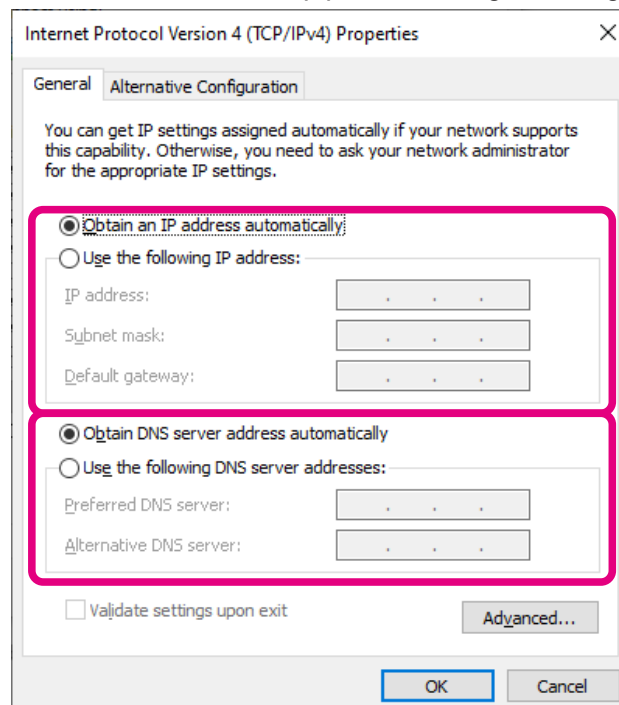 Internet Protocol Version 4 (TCP/IPv4) Properties
General
Alternative Configuration
You can get IP settings assigned automatically if your network supports
this capability. Otherwise, you need to ask your network administrator
for the appropriate IP settings.
Obtain an IP address automatically
Use the following IP address:
IP address:
Subnet mask:
Default gateway:
Obtain DNS server address automatically
Use the following DNS server addresses:
Preferred DNS server:
Alternative DNS server:
Validate settings upon exit
Advanced...
OK
Cancel